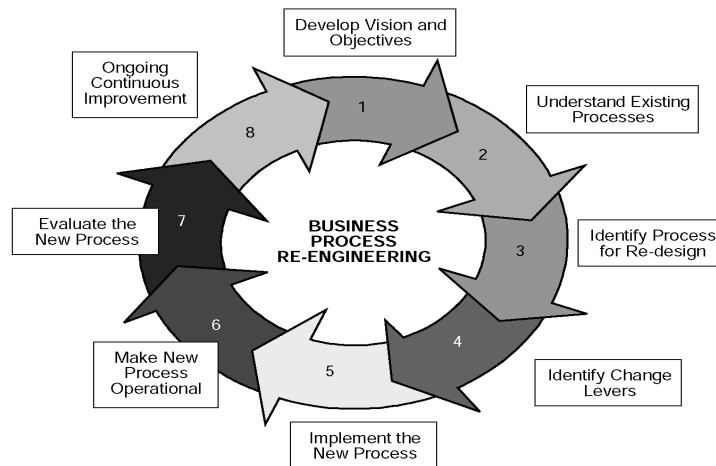 Develop Vision and
Objectives
1
Understand Existing
Processes
2
Identify Process
for Re-design
3
Identify Change
Levers
4
Implement the
New Process
5
Make New
Process
Operational
6
Evaluate the
New Process
7
Ongoing
Continuous
Improvement
8
BUSINESS
PROCESS
RE-ENGINEERING